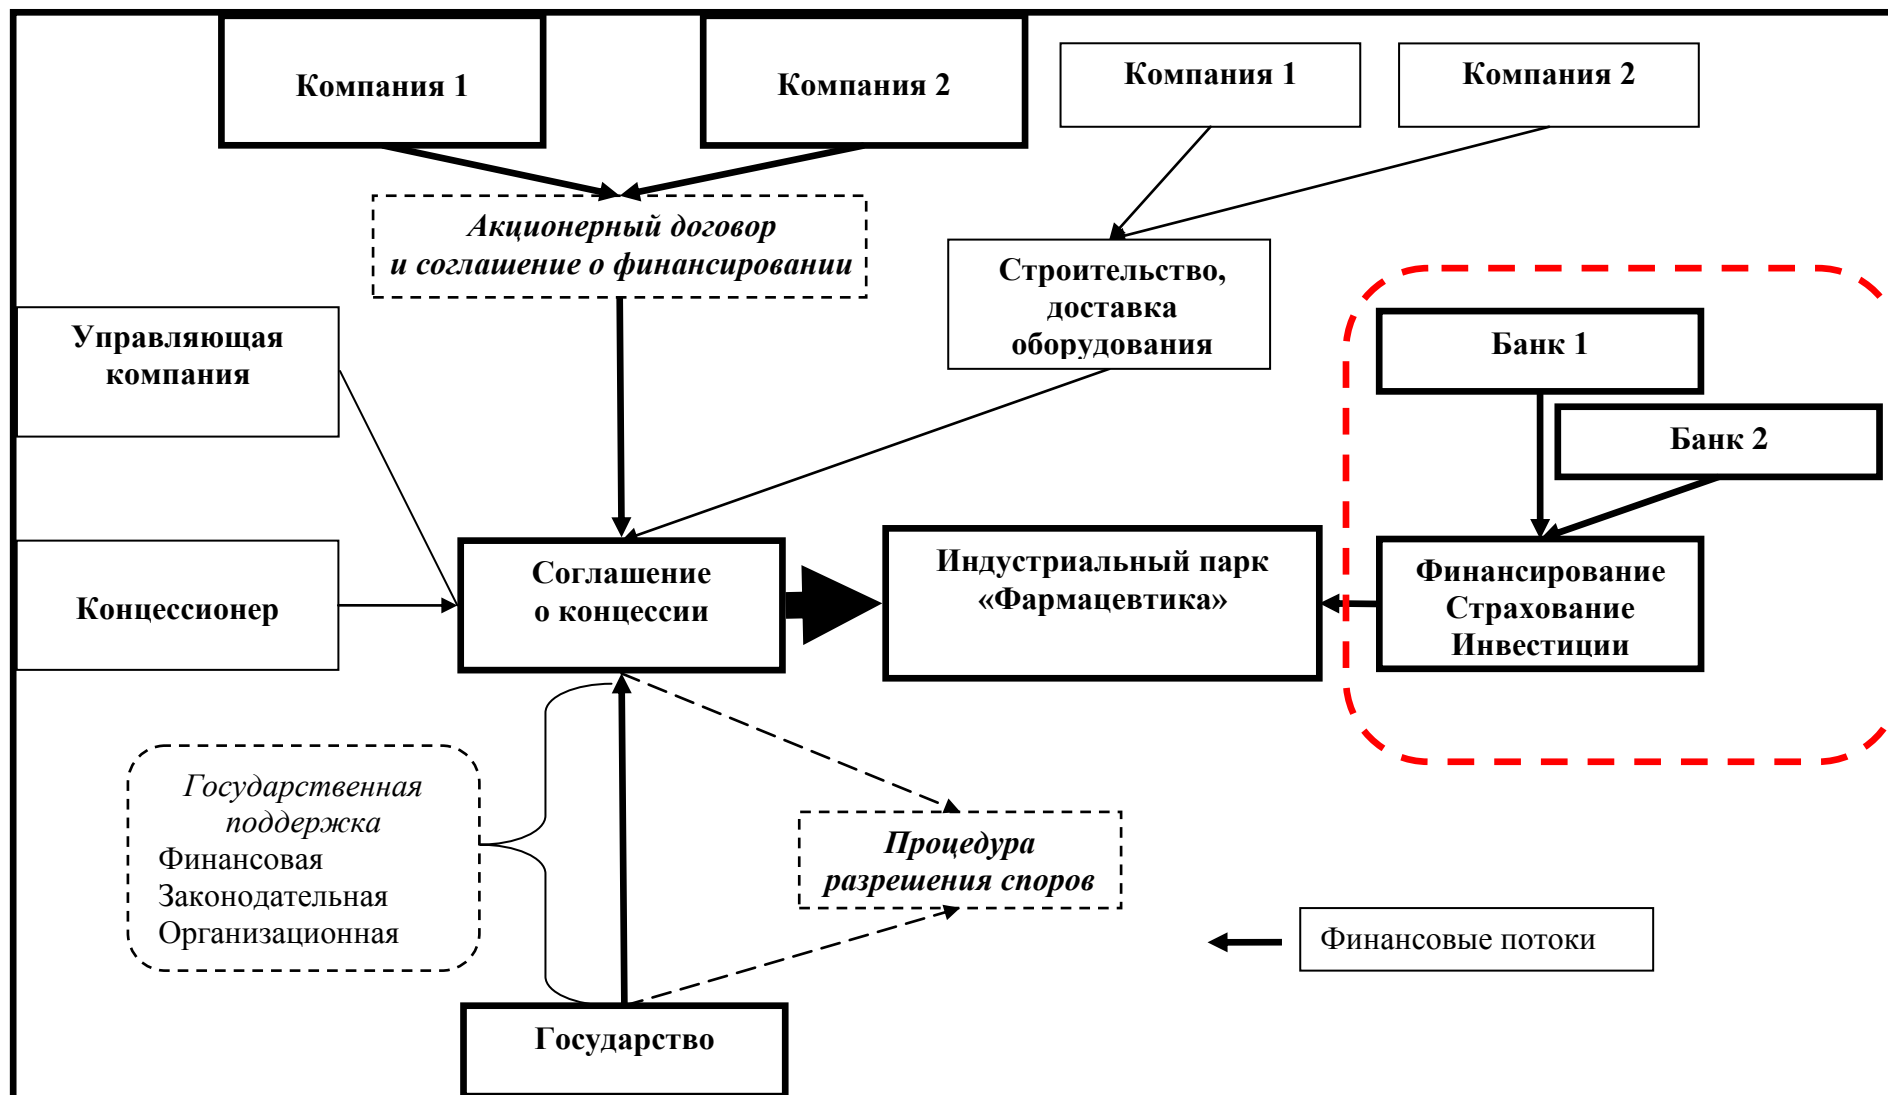 Компания 1
Компания 2
Компания 1
Компания 2
Акционерный договор
и соглашение о финансировании
Строительство,
доставка
оборудования
Управляющая
компания
Банк 1
Банк 2
Концессионер
Соглашение
о концессии
Индустриальный парк
«Фармацевтика»
Финансирование
Страхование
Инвестиции
Государственная
поддержка
Финансовая
Законодательная
Организационная
Процедура
разрешения споров
Финансовые потоки
Государство